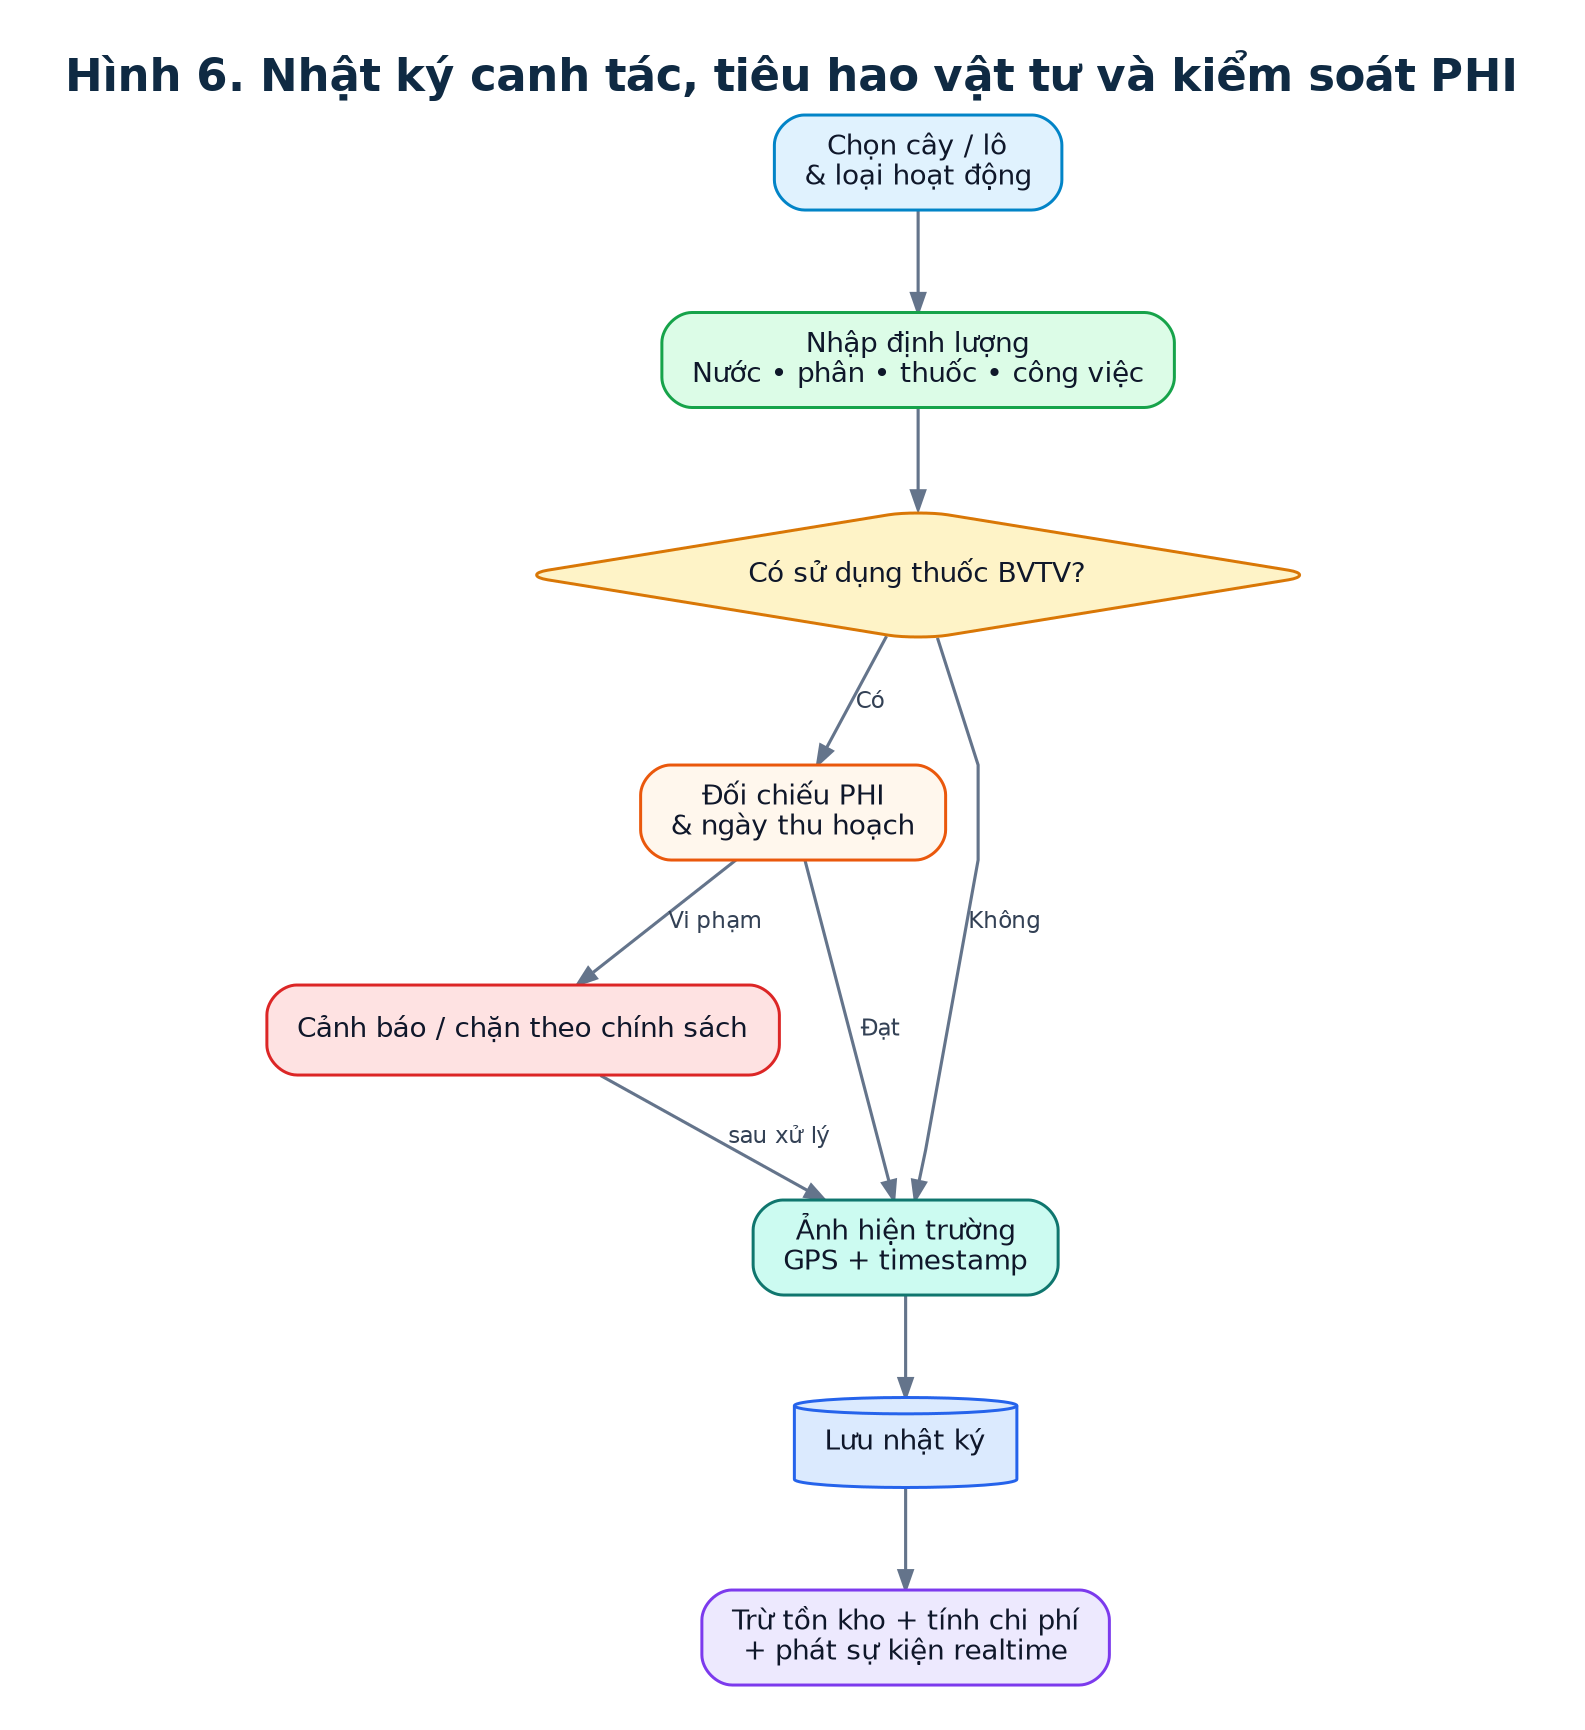 Hình 6. Nhật ký canh tác, tiêu hao vật tư và kiểm soát PHI
Chọn cây / lô
& loại hoạt động
Nhập định lượng
Nước • phân • thuốc • công việc
Có sử dụng thuốc BVTV?
Có
Đối chiếu PHI
& ngày thu hoạch
Vi phạm
Không
Cảnh báo / chặn theo chính sách
Đạt
sau xử lý
Ảnh hiện trường
GPS + timestamp
Lưu nhật ký
Trừ tồn kho + tính chi phí
+ phát sự kiện realtime